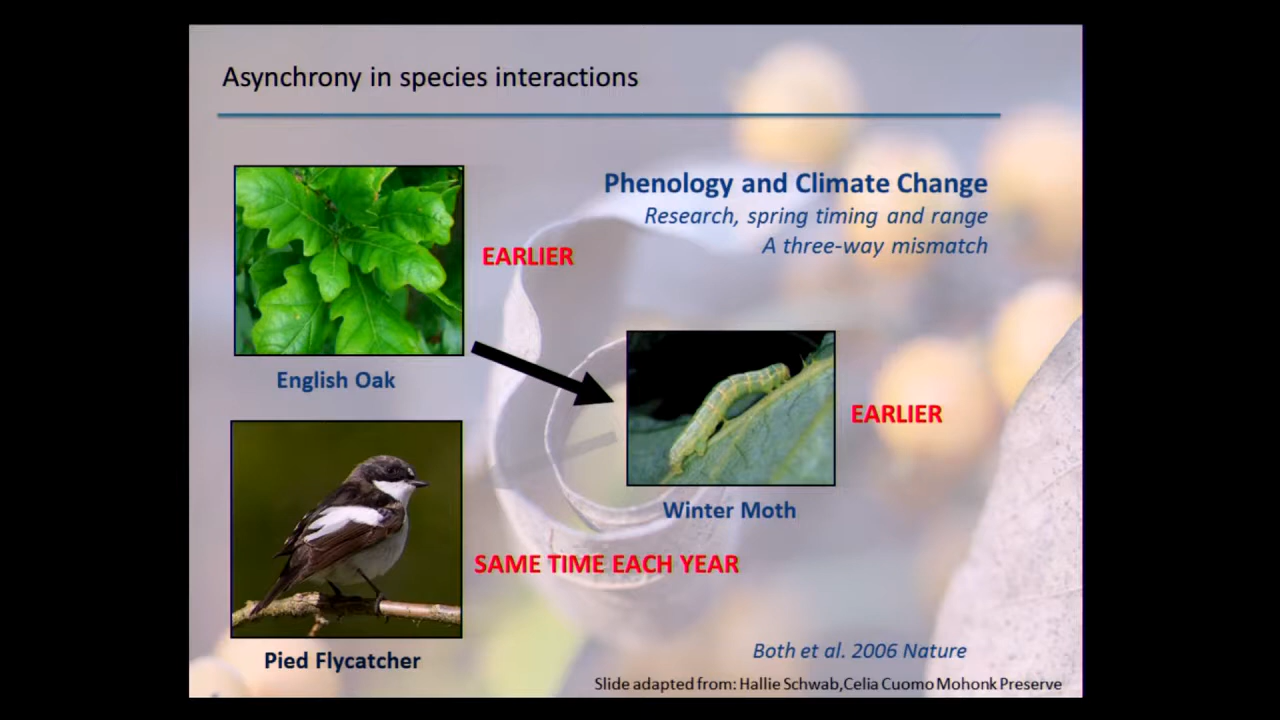 Asynchrony in species interactions
Phenology and Climate Change
Research, spring timing and range
A three-way mismatch
EARLIER
English Oak
EARLIER
Winter Moth
SAME TIME EACH YEAR
Pied Flycatcher
Both et al. 2006 Nature
Slide adapted from: Hallie Schwab,Celia Cuomo Mohonk Preserve